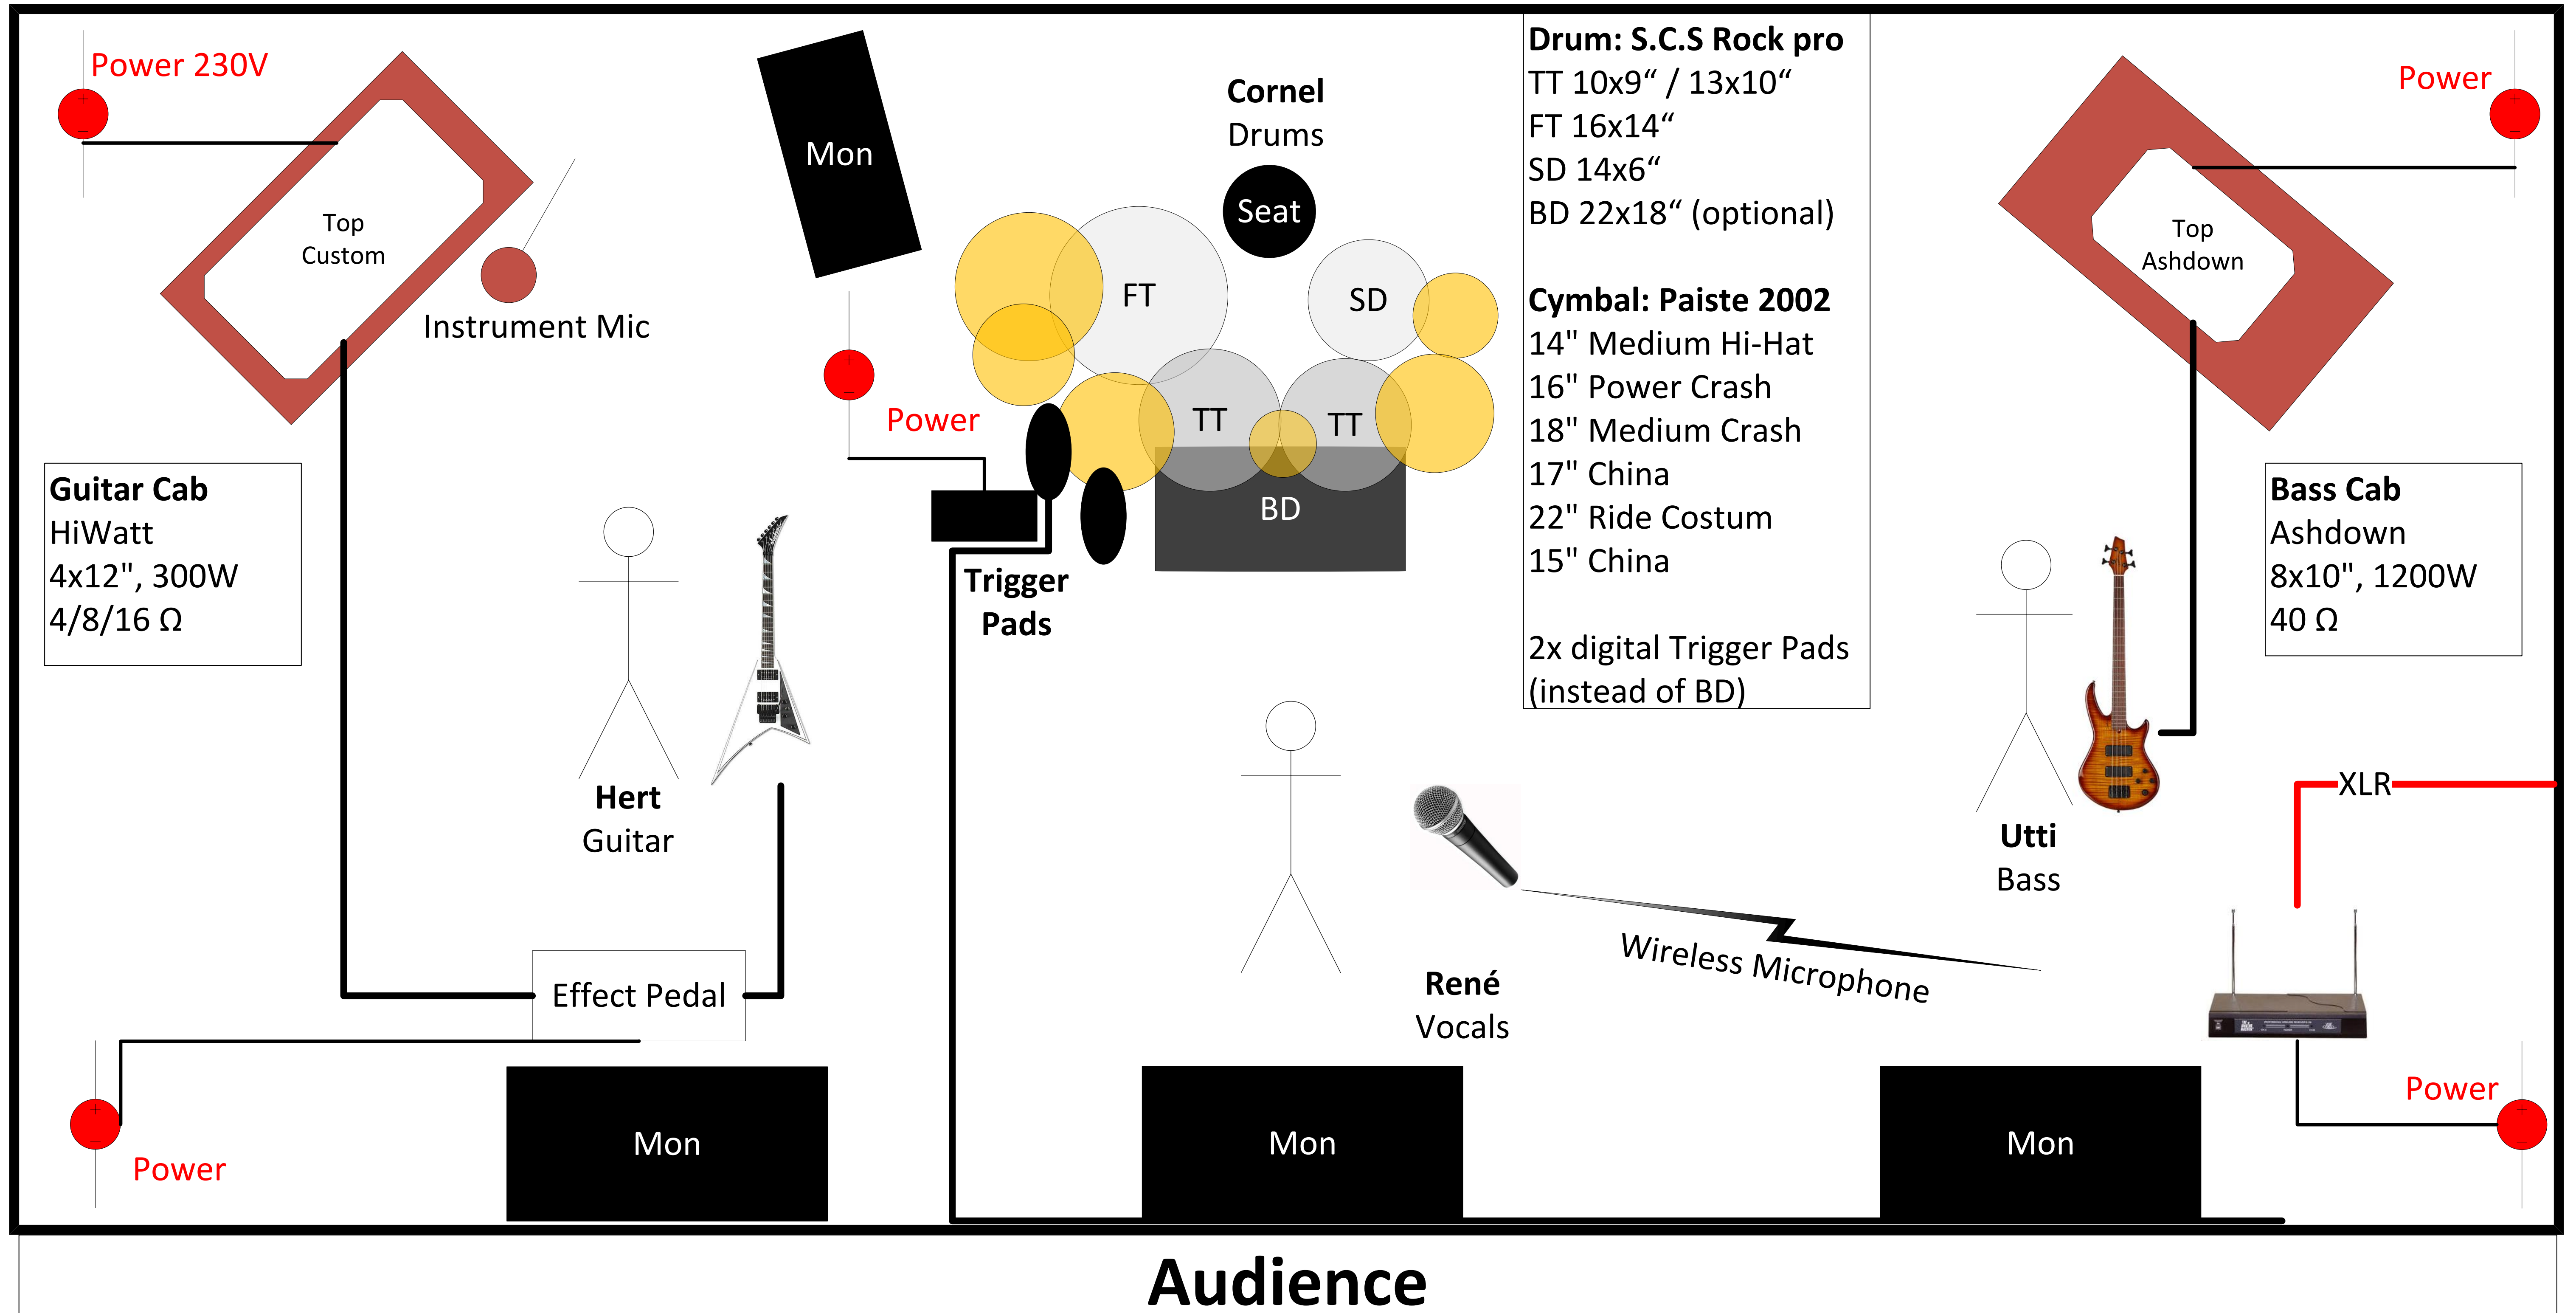 Power 230V
Top
Custom
Instrument Mic
Mon
Cornel
Drums
Seat
FT
SD
TT
TT
BD
Power
Trigger
Pads
Drum: S.C.S Rock pro
TT 10x9“ / 13x10“
FT 16x14“
SD 14x6“
BD 22x18“ (optional)
Cymbal: Paiste 2002
14" Medium Hi-Hat
16" Power Crash
18" Medium Crash
17" China
22" Ride Costum
15" China
2x digital Trigger Pads
(instead of BD)
Power
Top
Ashdown
Guitar Cab
HiWatt
4x12", 300W
4/8/16 Ω
Bass Cab
Ashdown
8x10", 1200W
40 Ω
Hert
Guitar
Utti
Bass
XLR
René
Vocals
Wireless Microphone
Effect Pedal
Power
Mon
Mon
Mon
Power
Audience